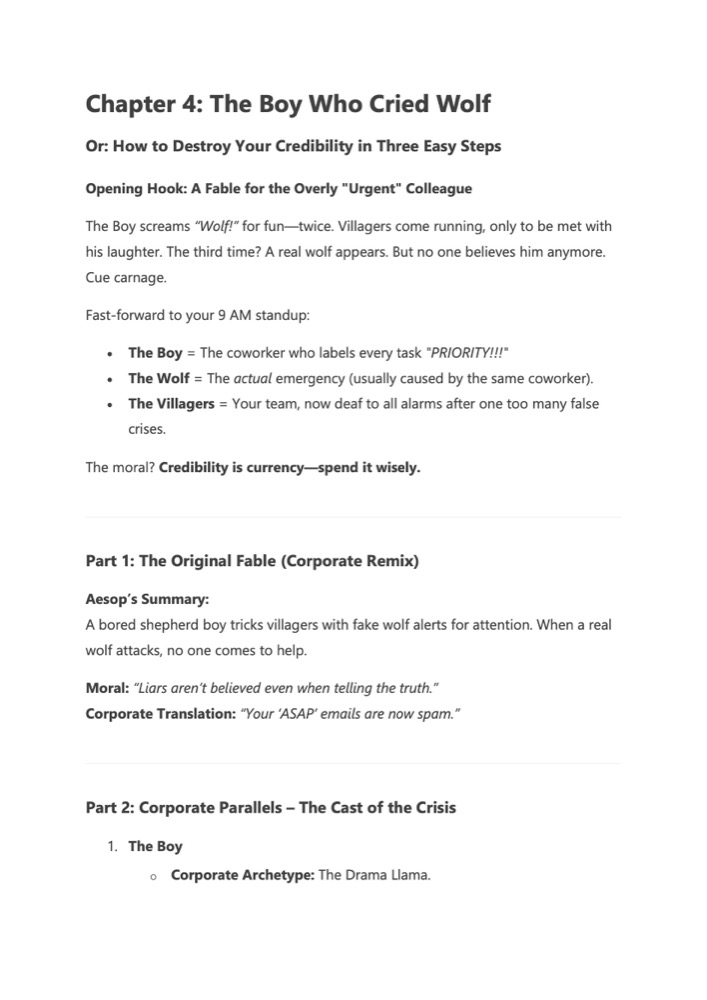 Chapter 4: The Boy Who Cried Wolf
Or: How to Destroy Your Credibility in Three Easy Steps
Opening Hook: A Fable for the Overly "Urgent" Colleague
The Boy screams “Wolf!” for fun—twice. Villagers come running, only to be met with
his laughter. The third time? A real wolf appears. But no one believes him anymore.
Cue carnage.
Fast-forward to your 9 AM standup:
• The Boy = The coworker who labels every task "PRIORITY!!!"
• The Wolf = The actual emergency (usually caused by the same coworker).
• The Villagers = Your team, now deaf to all alarms after one too many false
crises.
The moral? Credibility is currency—spend it wisely.
Part 1: The Original Fable (Corporate Remix)
Aesop’s Summary:
A bored shepherd boy tricks villagers with fake wolf alerts for attention. When a real
wolf attacks, no one comes to help.
Moral: “Liars aren’t believed even when telling the truth.”
Corporate Translation: “Your ‘ASAP’ emails are now spam.”
Part 2: Corporate Parallels – The Cast of the Crisis
1. The Boy
o Corporate Archetype: The Drama Llama.